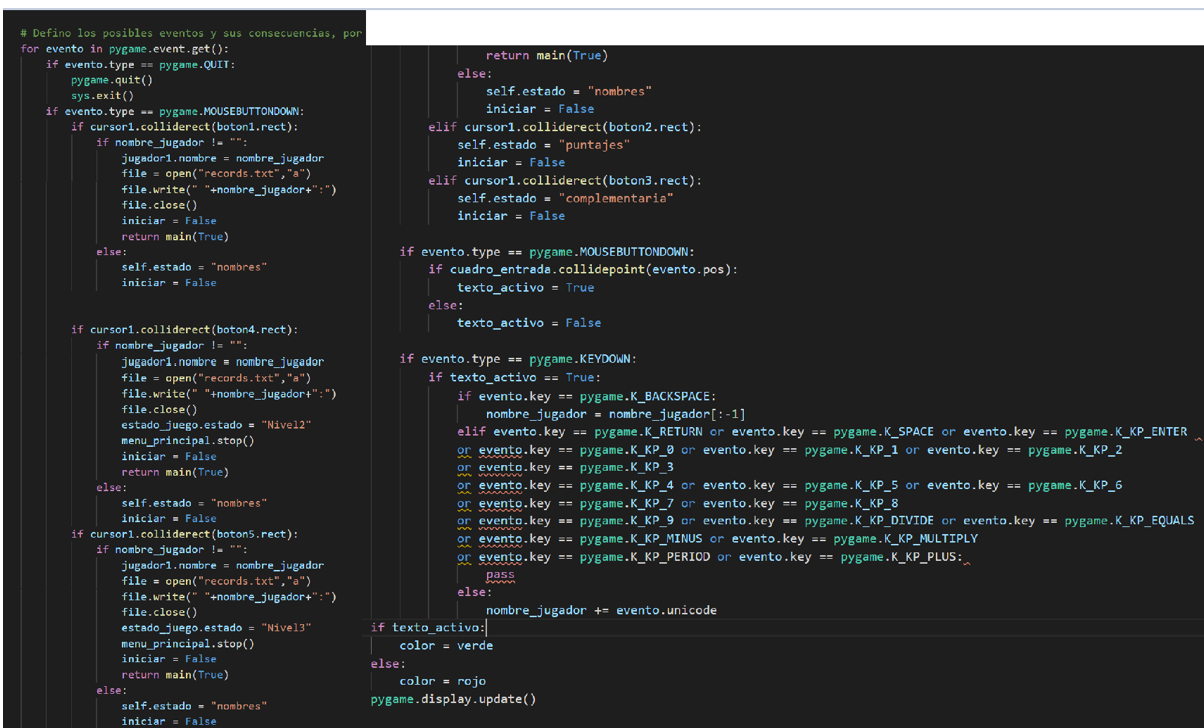 # Defino los posibles eventos y sus consecuencias, por
for evento in pygame.event.get():
if evento.type == pygame.QUIT:
pygame.quit()
sys.exit()
if evento.type == pygame.MOUSEBUTTONDOWN:
if cursor1.colliderect(boton1.rect):
if nombre_jugador != "":
jugador1.nombre = nombre_jugador
file = open("records.txt","a")
file.write(" "+nombre_jugador+":")
file.close()
iniciar = False
return main(True)
else:
self.estado = "nombres"
iniciar = False
if cursor1.colliderect(boton4.rect):
if nombre_jugador != "":
jugador1.nombre = nombre_jugador
file = open("records.txt","a")
file.write(" "+nombre_jugador+":")
file.close()
estado_juego.estado = "Nivel2"
menu_principal.stop()
iniciar = False
return main(True)
else:
self.estado = "nombres"
iniciar = False
if cursor1.colliderect(boton5.rect):
if nombre_jugador != "":
jugador1.nombre = nombre_jugador
file = open("records.txt","a")
file.write(" "+nombre_jugador+":")
file.close()
estado_juego.estado = "Nivel3"
menu_principal.stop()
iniciar = False
return main(True)
else:
self.estado = "nombres"
iniciar = False
return main(True)
else:
self.estado = "nombres"
iniciar = False
elif cursor1.colliderect(boton2.rect):
self.estado = "puntajes"
iniciar = False
elif cursor1.colliderect(boton3.rect):
self.estado = "complementaria"
iniciar = False
if evento.type == pygame.MOUSEBUTTONDOWN:
if cuadro_entrada.collidepoint(evento.pos):
texto_activo = True
else:
texto_activo = False
if evento.type == pygame.KEYDOWN:
if texto_activo == True:
if evento.key == pygame.K_BACKSPACE:
nombre_jugador = nombre_jugador[:-1]
elif evento.key == pygame.K_RETURN or evento.key == pygame.K_SPACE or evento.key == pygame.K_KP_ENTER
or evento.key == pygame.K_KP_0 or evento.key == pygame.K_KP_1 or evento.key == pygame.K_KP_2
or evento.key == pygame.K_KP_3
or evento.key == pygame.K_KP_4 or evento.key == pygame.K_KP_5 or evento.key == pygame.K_KP_6
or evento.key == pygame.K_KP_7 or evento.key == pygame.K_KP_8
or evento.key == pygame.K_KP_9 or evento.key == pygame.K_KP_DIVIDE or evento.key == pygame.K_KP_EQUALS
or evento.key == pygame.K_KP_MINUS or evento.key == pygame.K_KP_MULTIPLY
or evento.key == pygame.K_KP_PERIOD or evento.key == pygame.K_KP_PLUS:
pass
else:
nombre_jugador += evento.unicode
if texto_activo:
color = verde
else:
color = rojo
pygame.display.update()